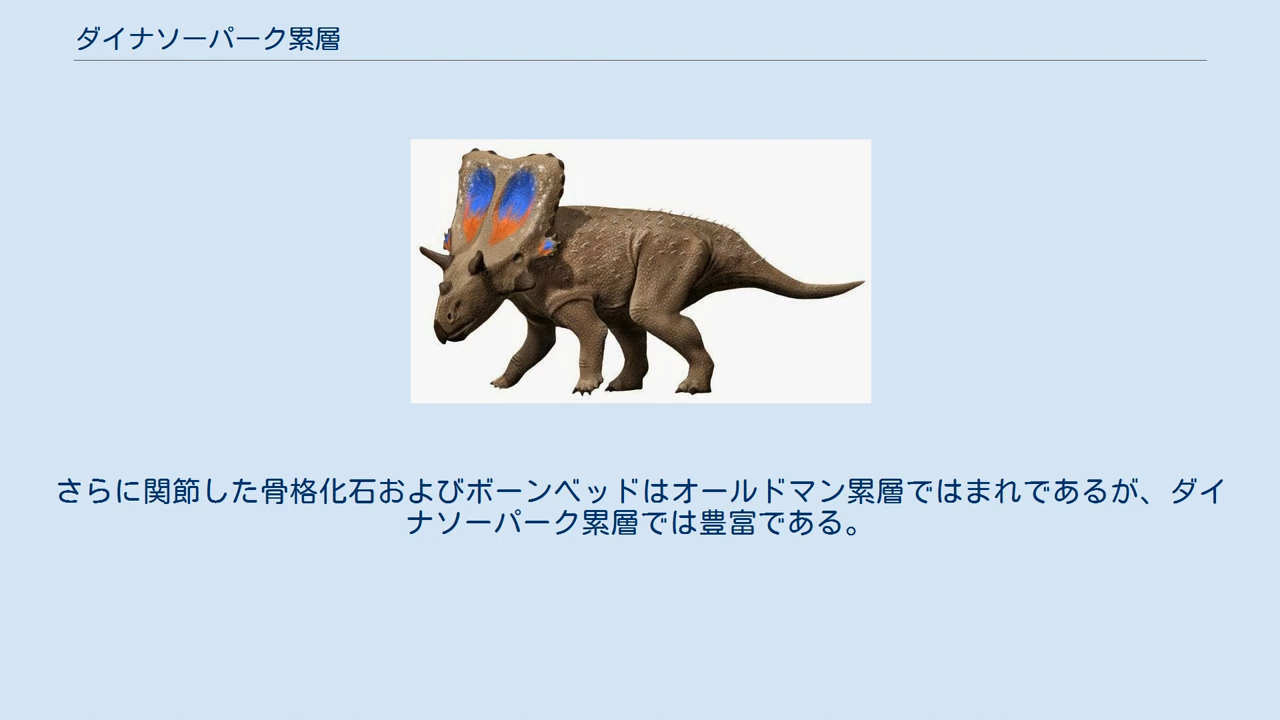 ダイナソーパーク累層
さらに関節した骨格化石およびボーンベッドはオールドマン累層ではまれであるが、ダイ
ナソーパーク累層では豊富である。